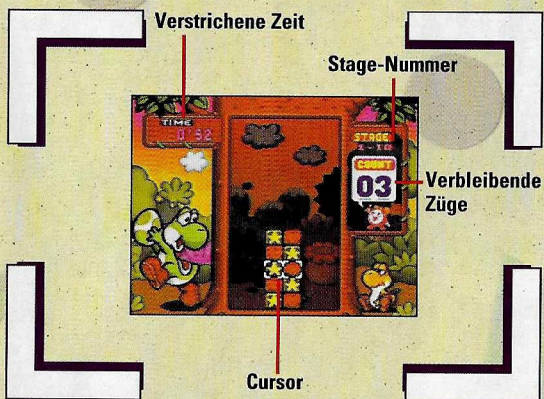 Verstrichene Zeit
Stage-Nummer
TIME
0'52
STAGE
1-10
COUNT
03
Verbleibende
Züge
Cursor